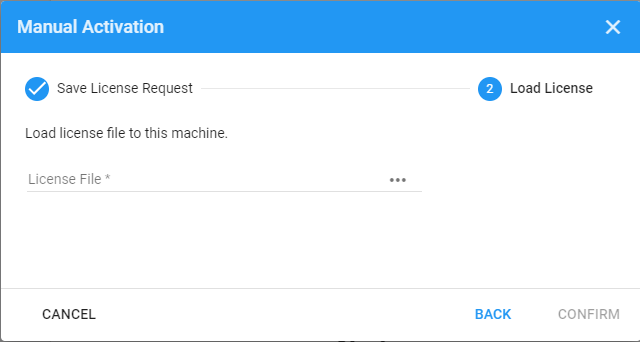 Manual Activation
Save License Request
2 Load License
Load license file to this machine.
License File *
CANCEL BACK CONFIRM